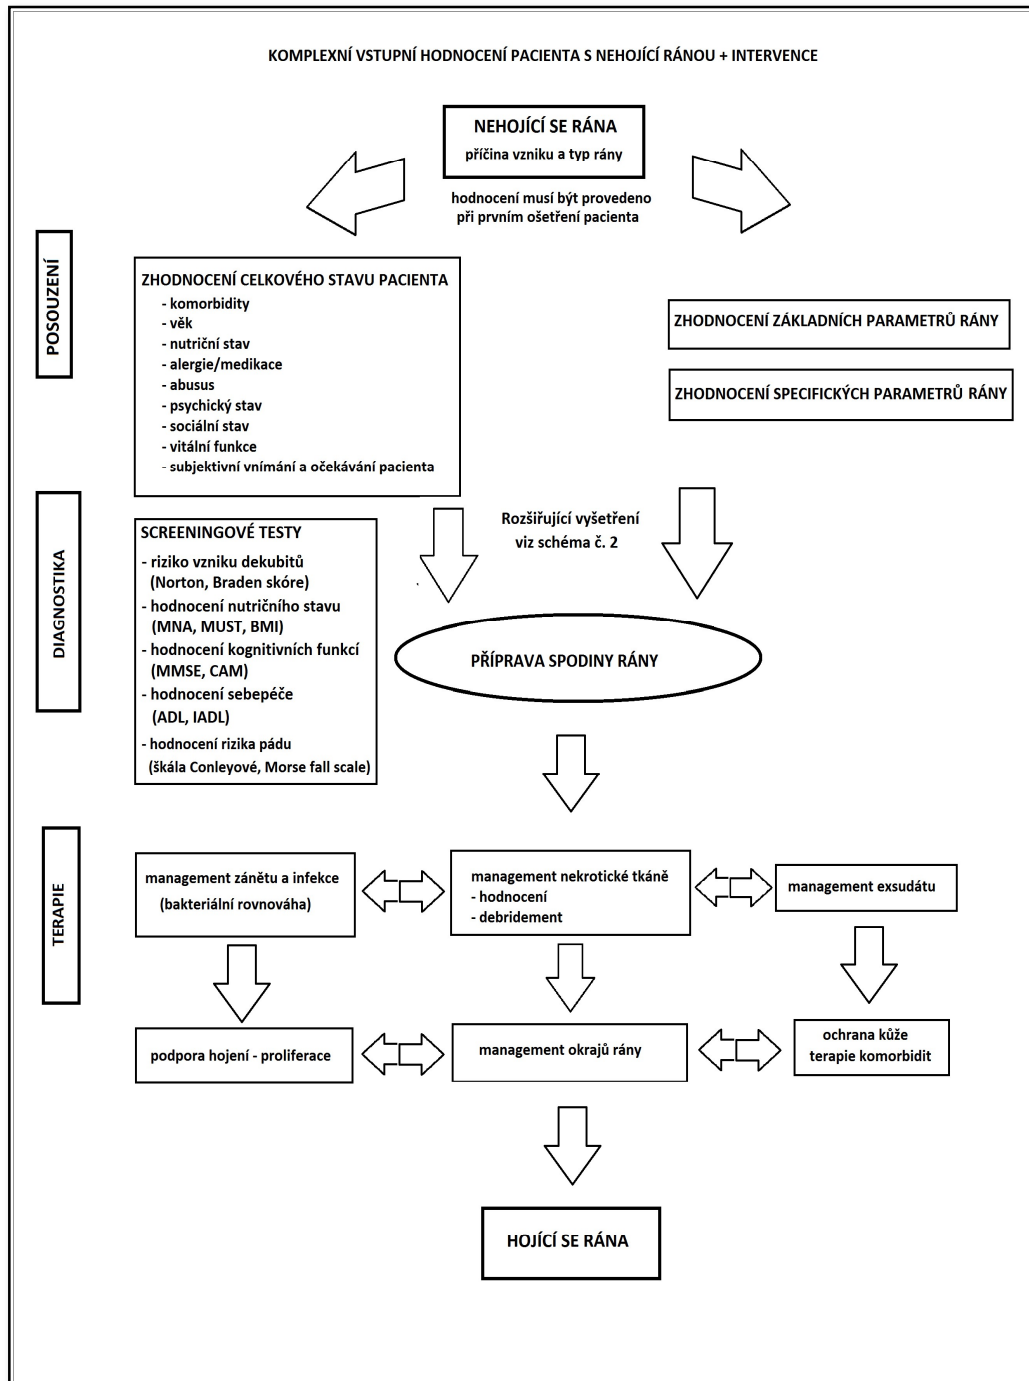 KOMPLEXNÍ VSTUPNÍ HODNOCENÍ PACIENTA S NEHOJÍCÍ RÁNOU + INTERVENCE
NEHOJÍCÍ SE RÁNA
příčina vzniku a typ rány
hodnocení musí být provedeno
při prvním ošetření pacienta
POSOUZENÍ
ZHODNOCENÍ CELKOVÉHO STAVU PACIENTA
- komorbidity
- věk
- nutriční stav
- alergie/medikace
- abusus
- psychický stav
- sociální stav
- vitální funkce
- subjektivní vnímání a očekávání pacienta
ZHODNOCENÍ ZÁKLADNÍCH PARAMETRŮ RÁNY
ZHODNOCENÍ SPECIFICKÝCH PARAMETRŮ RÁNY
DIAGNOSTIKA
SCREENINGOVÉ TESTY
- riziko vzniku dekubitů
(Norton, Braden skóre)
- hodnocení nutričního stavu
(MNA, MUST, BMI)
- hodnocení kognitivních funkcí
(MMSE, CAM)
- hodnocení sebepéče
(ADL, IADL)
- hodnocení rizika pádu
(škála Conleyové, Morse fall scale)
Rozšiřující vyšetření
viz schéma č. 2
PŘÍPRAVA SPODINY RÁNY
TERAPIE
management zánětu a infekce
(bakteriální rovnováha)
management nekrotické tkáně
- hodnocení
- debridement
management exsudátu
podpora hojení - proliferace
management okrajů rány
ochrana kůže
terapie komorbidit
HOJÍCÍ SE RÁNA